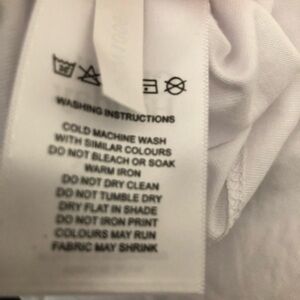 WASHING INSTRUCTIONS
COLD MACHINE WASH
WITH SIMILAR COLOURS
DO NOT BLEACH OR SOAK
WARM IRON
DO NOT DRY CLEAN
DO NOT TUMBLE DRY
DRY FLAT IN SHADE
DO NOT IRON PRINT
COLOURS MAY RUN
FABRIC MAY SHRINK